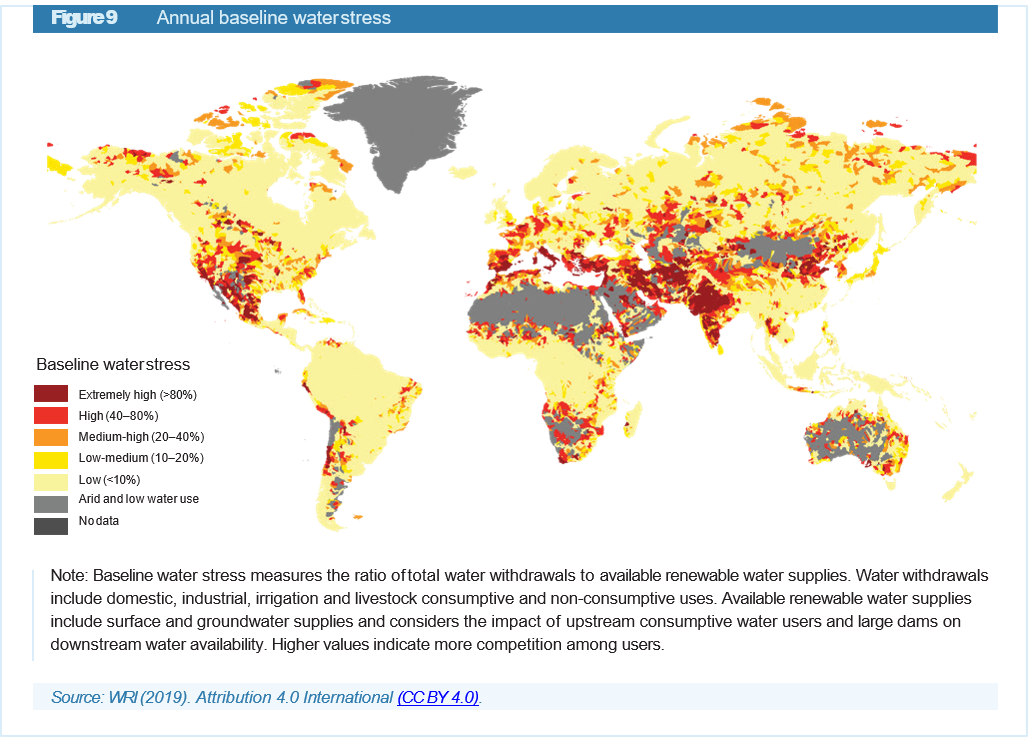 Figure 9 Annual baseline water stress
Baseline water stress
Extremely high (>80%)
High (40–80%)
Medium-high (20–40%)
Low-medium (10–20%)
Low (<10%)
Arid and low water use
No data
Note: Baseline water stress measures the ratio of total water withdrawals to available renewable water supplies. Water withdrawals
include domestic, industrial, irrigation and livestock consumptive and non-consumptive uses. Available renewable water supplies
include surface and groundwater supplies and considers the impact of upstream consumptive water users and large dams on
downstream water availability. Higher values indicate more competition among users.
Source: WRI (2019). Attribution 4.0 International (CC BY 4.0).